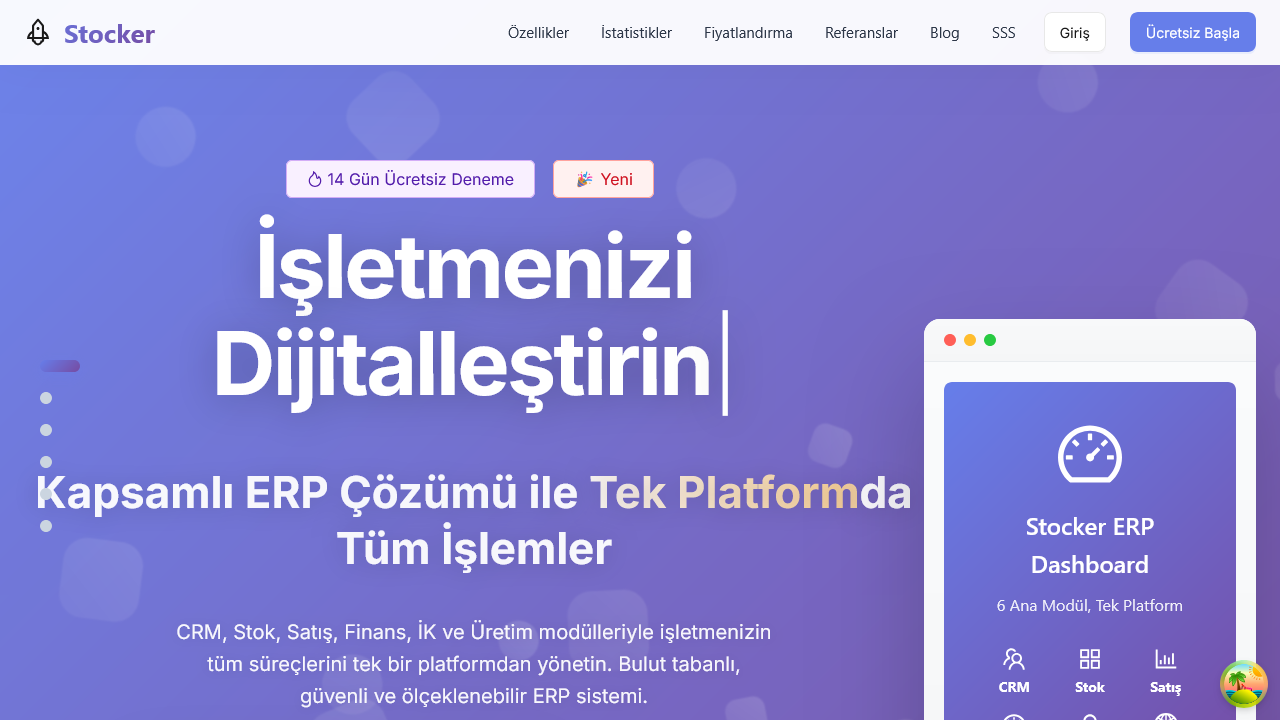 Stocker
Özellikler
İstatistikler
Fiyatlandırma
Referanslar
Blog
SSS
Giriş
Ücretsiz Başla
14 Gün Ücretsiz Deneme
🎉 Yeni
İşletmenizi
Dijitalleştirin|
Kapsamlı ERP Çözümü ile Tek Platformda
Tüm İşlemler
CRM, Stok, Satış, Finans, İK ve Üretim modülleriyle işletmenizin
tüm süreçlerini tek bir platformdan yönetin. Bulut tabanlı,
güvenli ve ölçeklenebilir ERP sistemi.
Stocker ERP
Dashboard
6 Ana Modül, Tek Platform
CRM
Stok
Satış